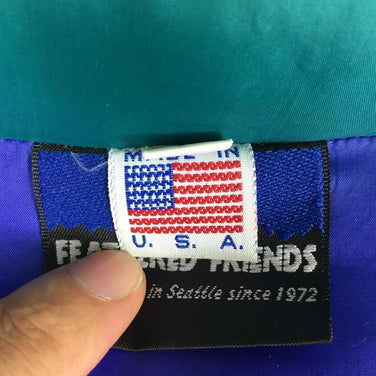 MADE IN
U. S. A.
FEATHERED FRIENDS
in Seattle since 1972